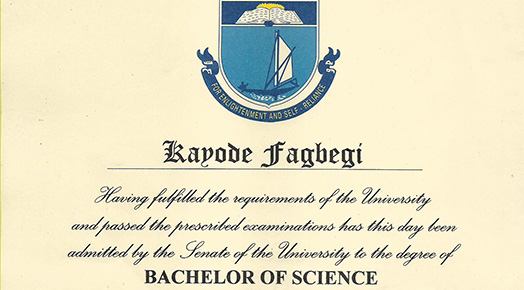 FOR ENLIGHTENMENT AND SELF - RELIANCE
Kayode Fagbegi
Having fulfilled the requirements of the University
and passed the prescribed examinations has this day been
admitted by the Senate of the University to the degree of
BACHELOR OF SCIENCE